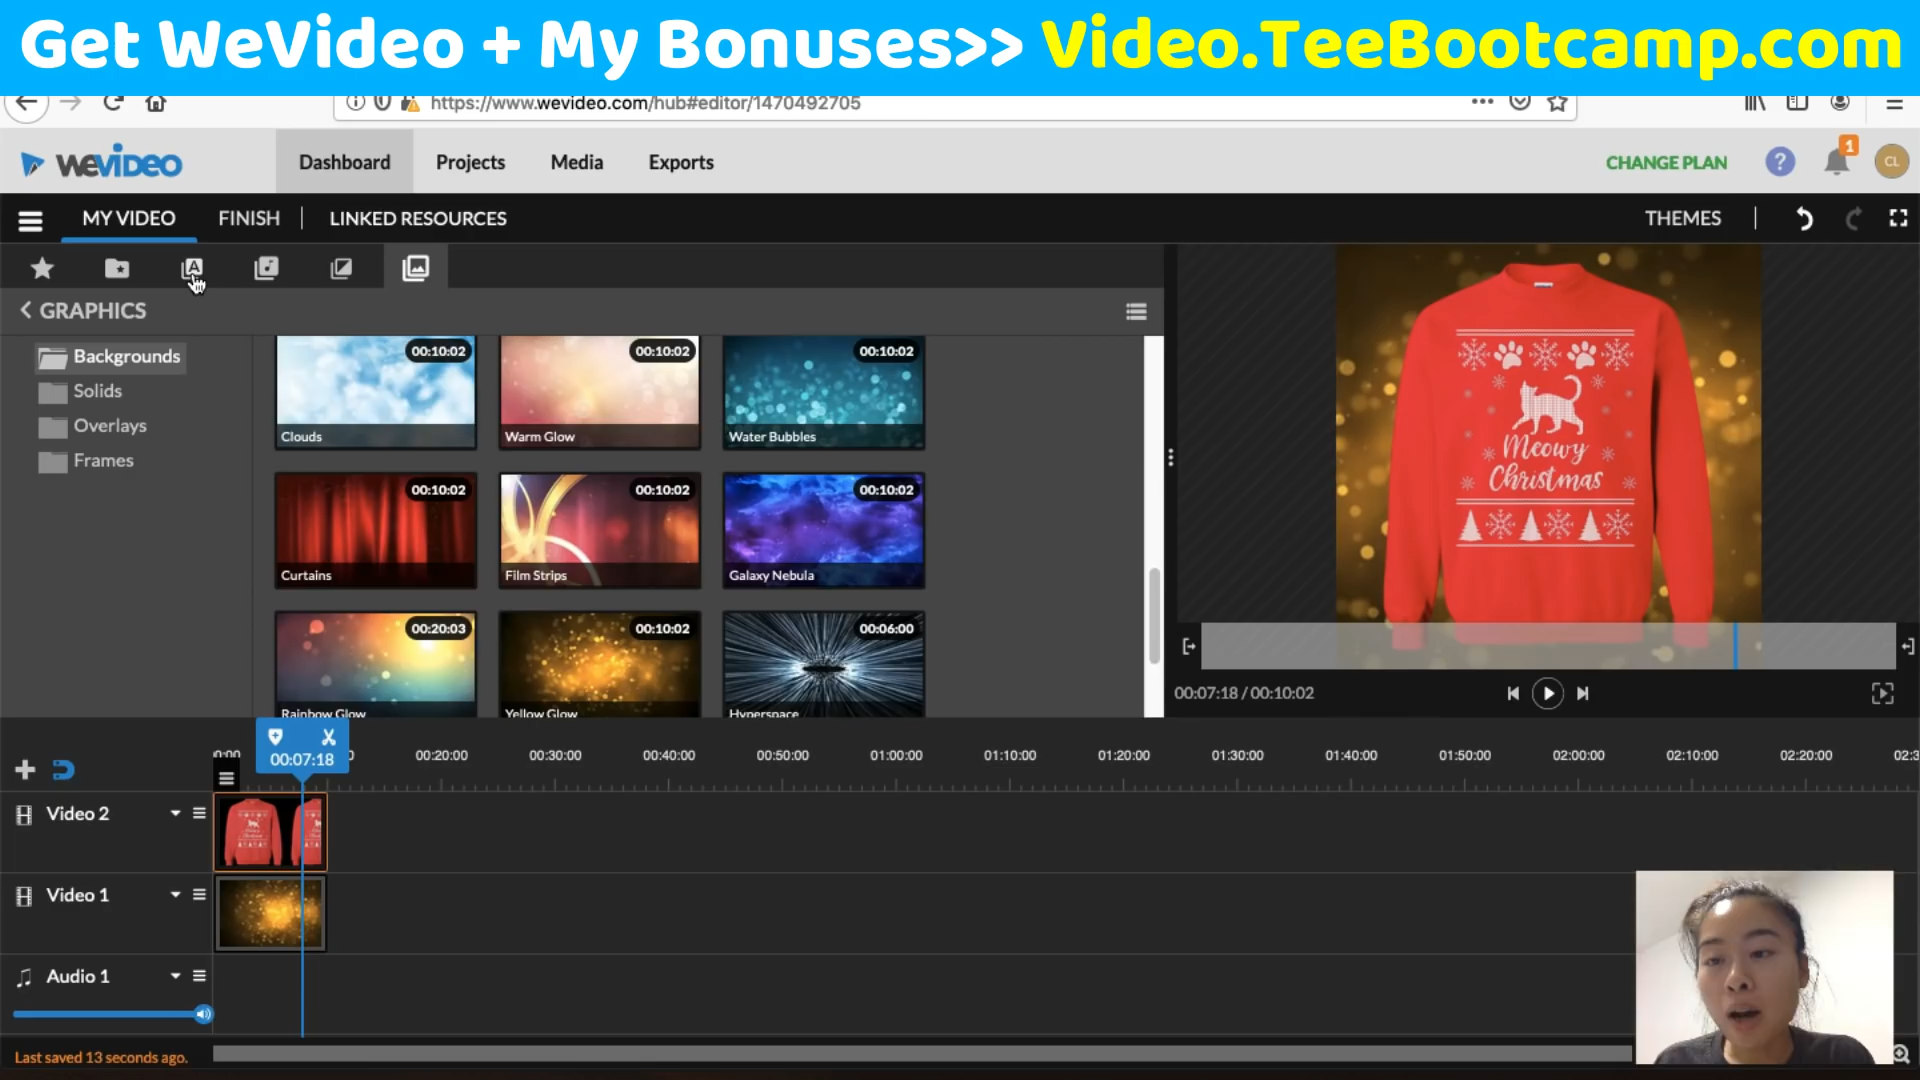 Get WeVideo + My Bonuses>> Video.TeeBootcamp.com
https://www.wevideo.com/hub#editor/1470492705
WEVIDEO
Dashboard
Projects
Media
Exports
CHANGE PLAN
?
1
CL
MY VIDEO
FINISH
LINKED RESOURCES
THEMES
A
GRAPHICS
Backgrounds
Solids
Overlays
Frames
00:10:02
Clouds
00:10:02
Warm Glow
00:10:02
Water Bubbles
00:10:02
Curtains
00:10:02
Film Strips
00:10:02
Galaxy Nebula
00:20:03
Rainbow Glow
00:10:02
Yellow Glow
00:06:00
Hyperspace
Meowy
Christmas
00:07:18 / 00:10:02
00:07:18
00:20:00
00:30:00
00:40:00
00:50:00
01:00:00
01:10:00
01:20:00
01:30:00
01:40:00
01:50:00
02:00:00
02:10:00
02:20:00
Video 2
Video 1
Audio 1
Last saved 13 seconds ago.